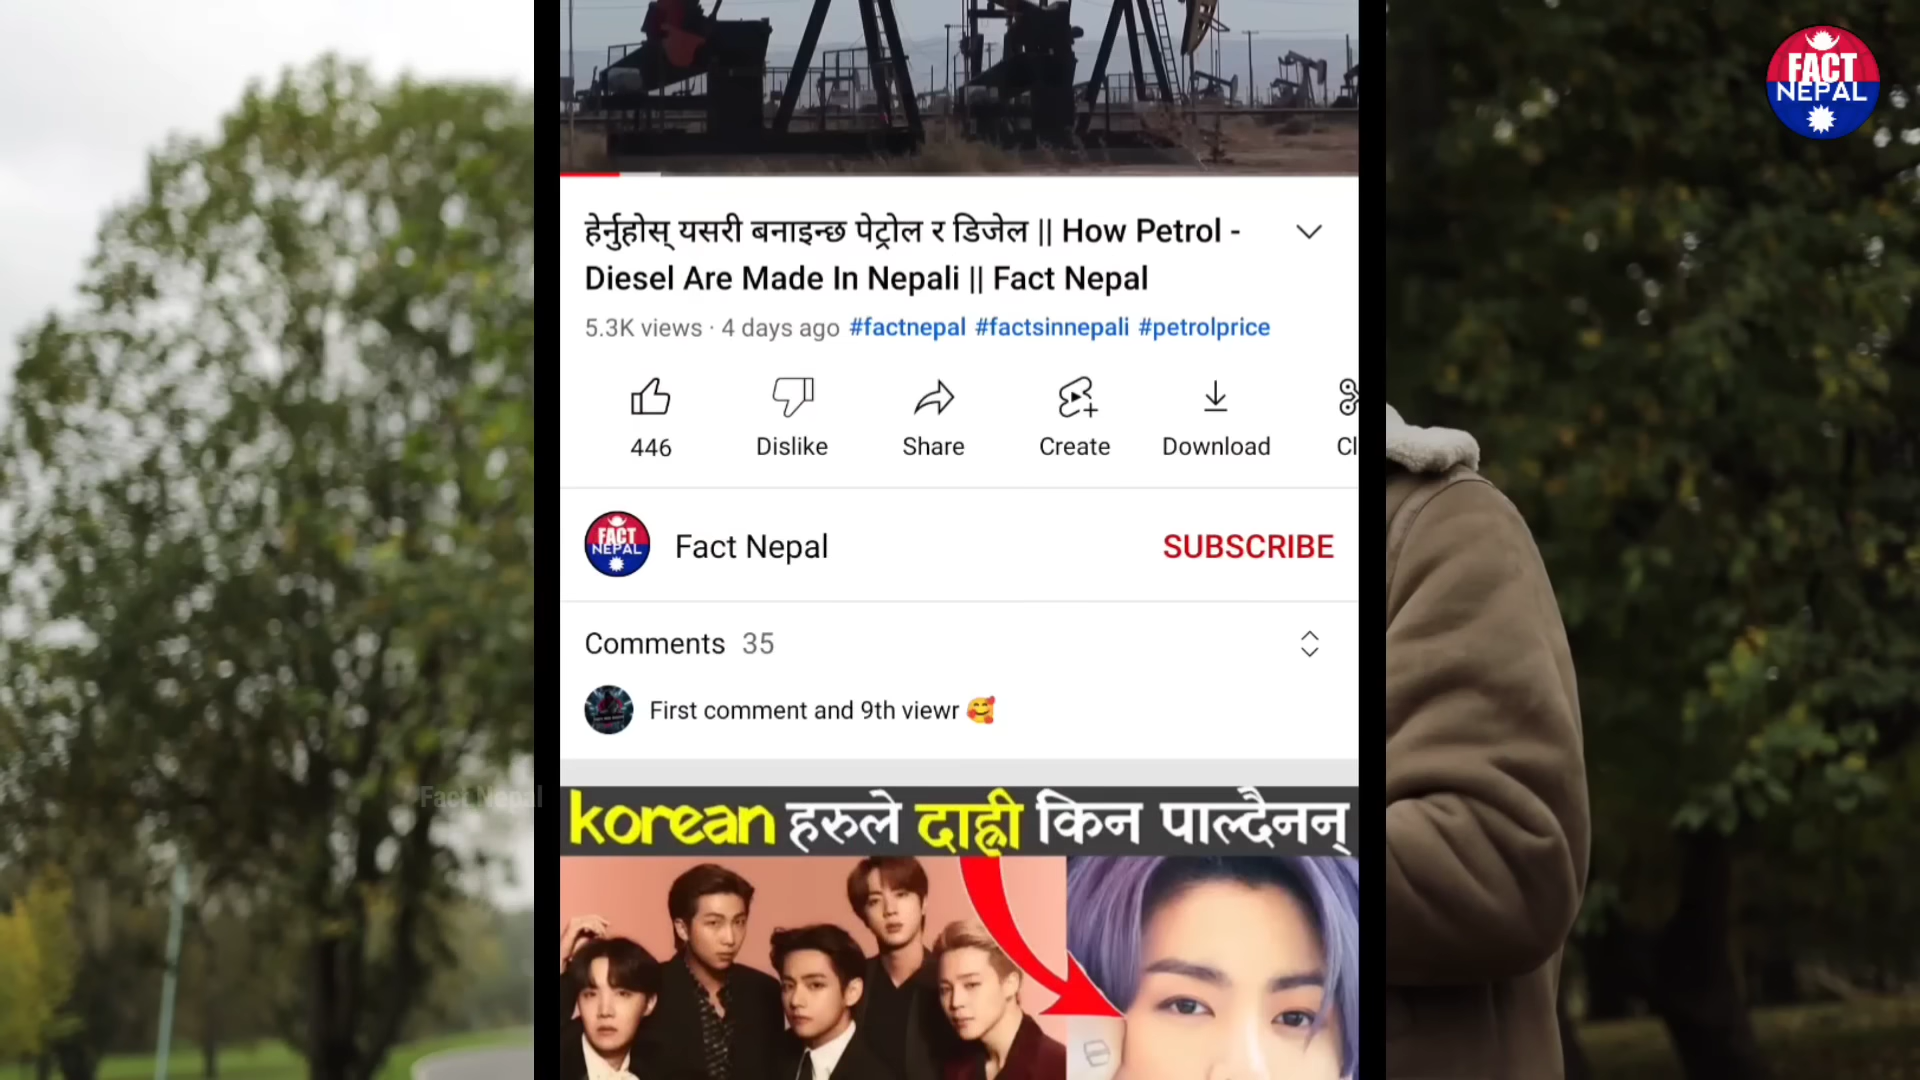 FACT
NEPAL
हेर्नुहोस् यसरी बनाइन्छ पेट्रोल र डिजेल || How Petrol -
Diesel Are Made In Nepali || Fact Nepal
5.3K views · 4 days ago #factnepal #factsinnepali #petrolprice
446 Dislike Share Create Download Cl
FACT
NEPAL
Fact Nepal SUBSCRIBE
Comments 35
First comment and 9th viewr 🥰
Fact Nepal
korean हरुले दाह्री किन पाल्दैनन्